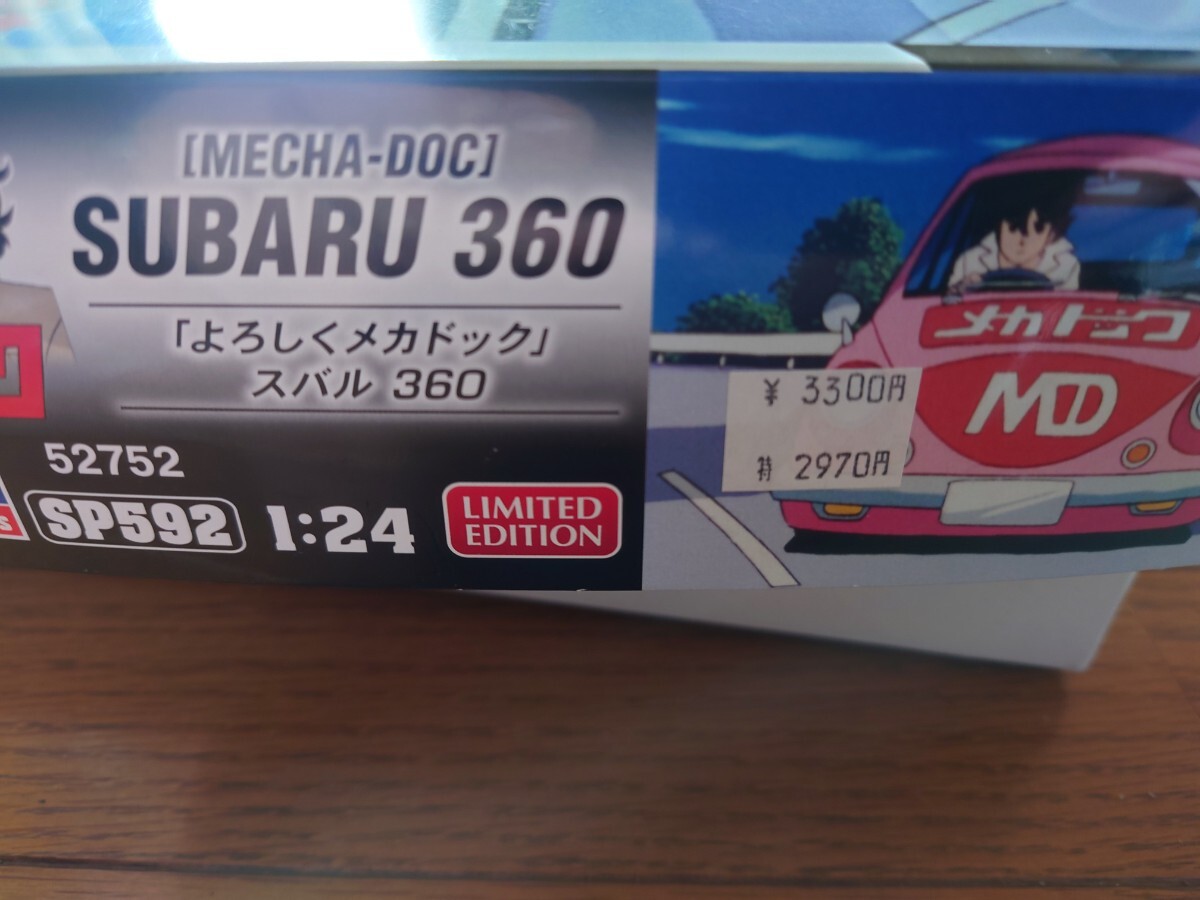 [MECHA-DOC]
SUBARU 360
「よろしくメカドック」
スバル 360
52752
SP592 1:24 LIMITED
EDITION
メカドック
MD
¥ 3300円
特 2970円